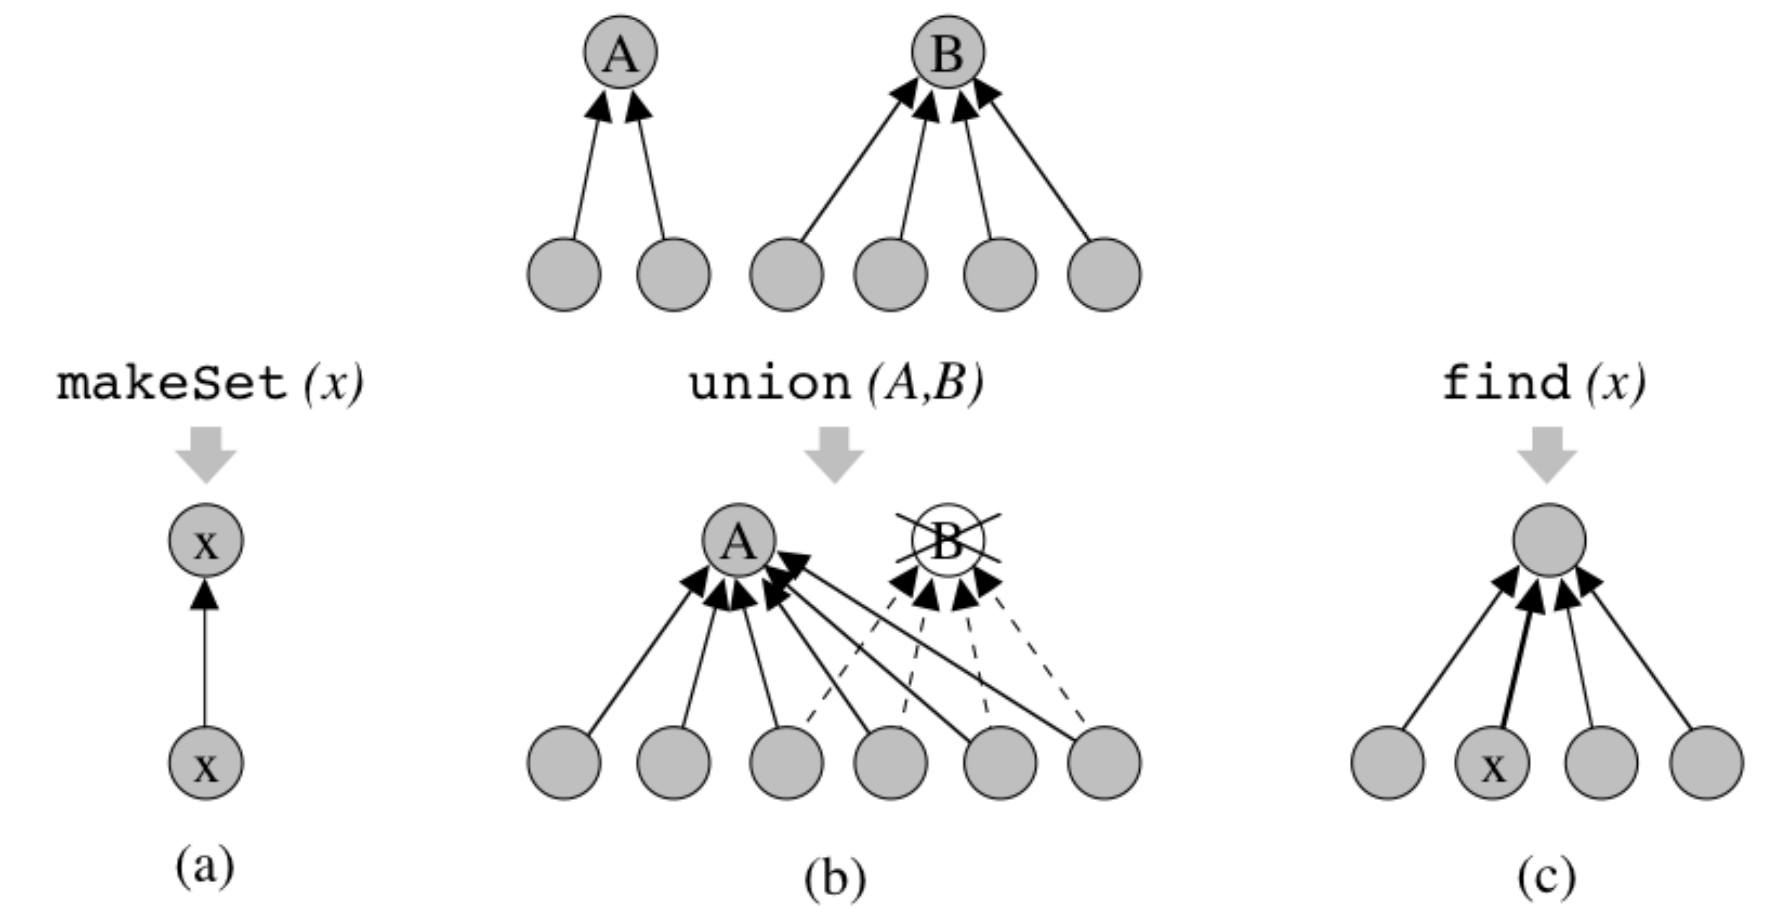 A B
makeSet (x) union (A,B) find (x)
x A B
x x
(a) (b) (c)